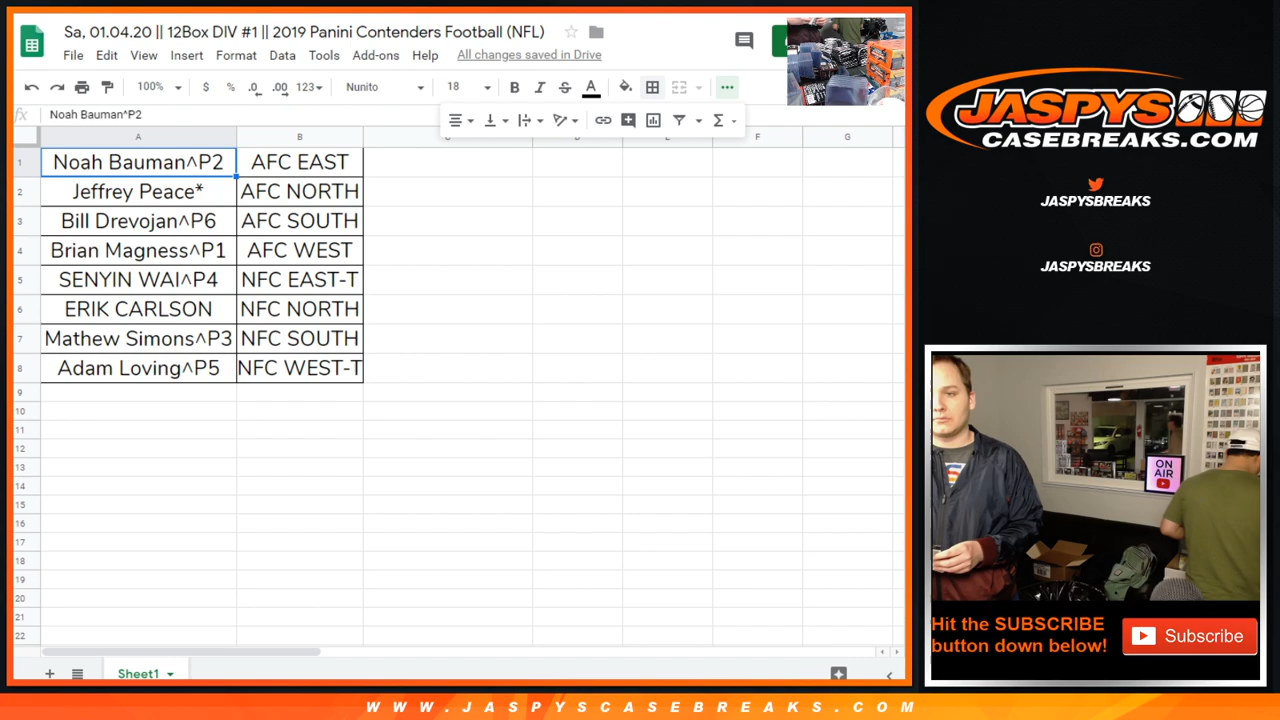 Sa, 01.04.20 || 12Box DIV #1 || 2019 Panini Contenders Football (NFL)
File Edit View Insert Format Data Tools Add-ons Help All changes saved in Drive
100% $ % .0 .00 123 Nunito 18 B I S A
fx Noah Bauman^P2
A B C D E F G
1 Noah Bauman^P2 AFC EAST
2 Jeffrey Peace* AFC NORTH
3 Bill Drevojan^P6 AFC SOUTH
4 Brian Magness^P1 AFC WEST
5 SENYIN WAI^P4 NFC EAST-T
6 ERIK CARLSON NFC NORTH
7 Mathew Simons^P3 NFC SOUTH
8 Adam Loving^P5 NFC WEST-T
9
10
11
12
13
14
15
16
17
18
19
20
21
22
Sheet1
JASPYS
CASEBREAKS.COM
JASPYSBREAKS
JASPYSBREAKS
ON
AIR
Hit the SUBSCRIBE
button down below!
Subscribe
WWW.JASPYSCASEBREAKS.COM